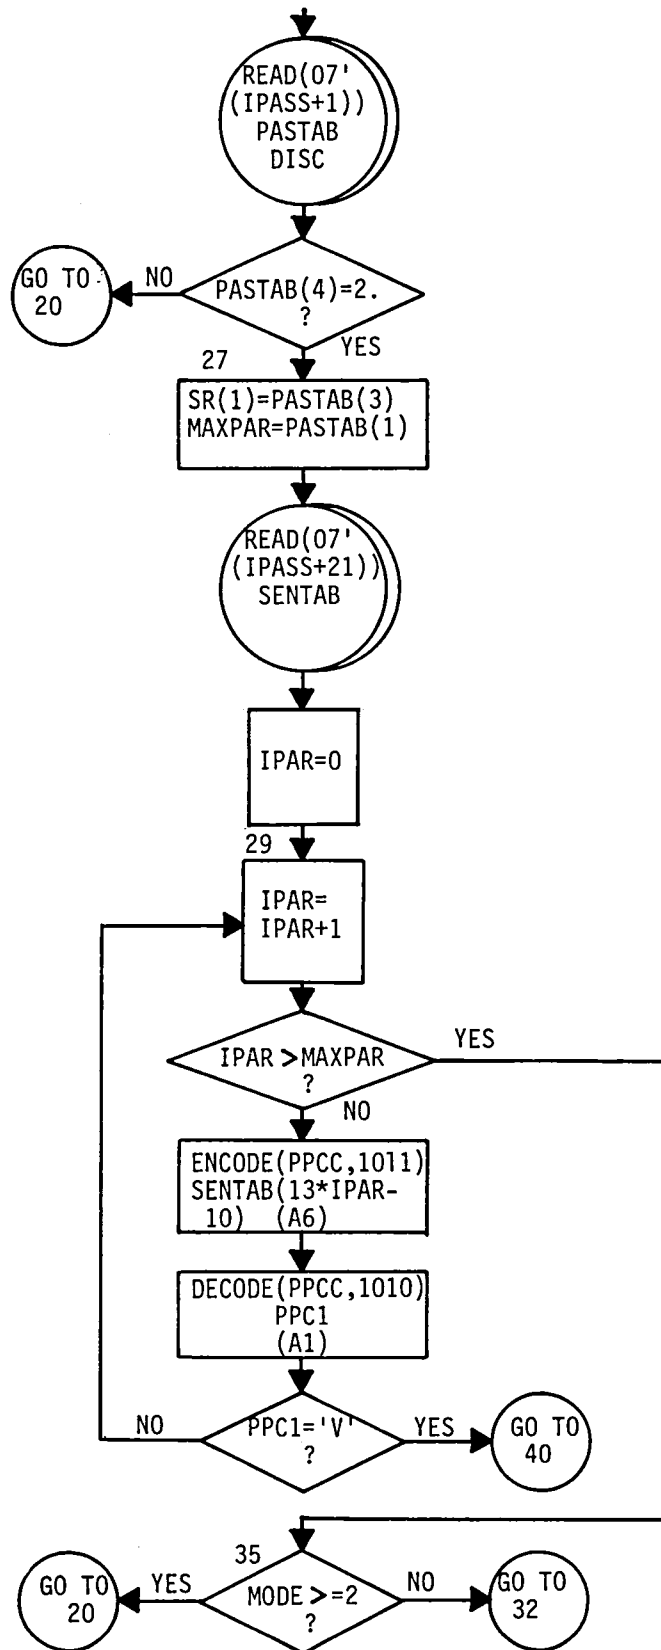 READ(07'
(IPASS+1))
PASTAB
DISC
GO TO
20
NO
PASTAB(4)=2.
?
YES
27
SR(1)=PASTAB(3)
MAXPAR=PASTAB(1)
READ(07'
(IPASS+21))
SENTAB
IPAR=0
29
IPAR=
IPAR+1
IPAR >MAXPAR
?
YES
NO
ENCODE(PPCC,1011)
SENTAB(13*IPAR-
10) (A6)
DECODE(PPCC,1010)
PPC1
(A1)
NO
PPC1='V'
?
YES
GO TO
40
35
GO TO
20
YES
MODE >=2
?
NO
GO TO
32